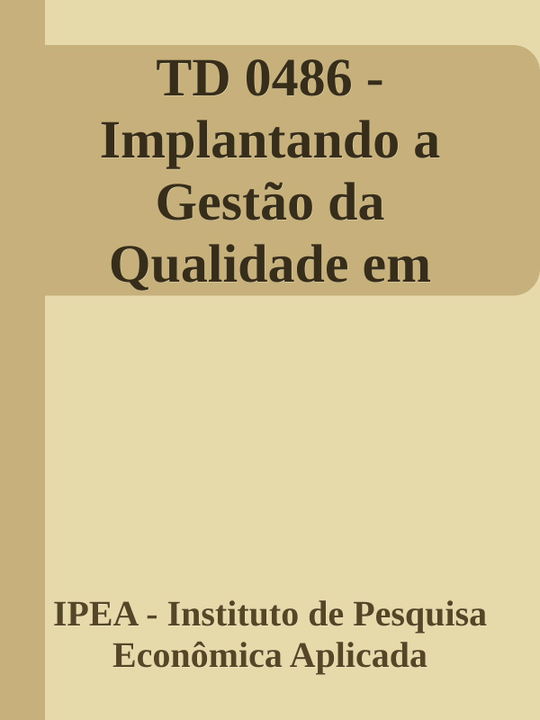 TD 0486 -
Implantando a
Gestão da
Qualidade em
IPEA - Instituto de Pesquisa
Econômica Aplicada